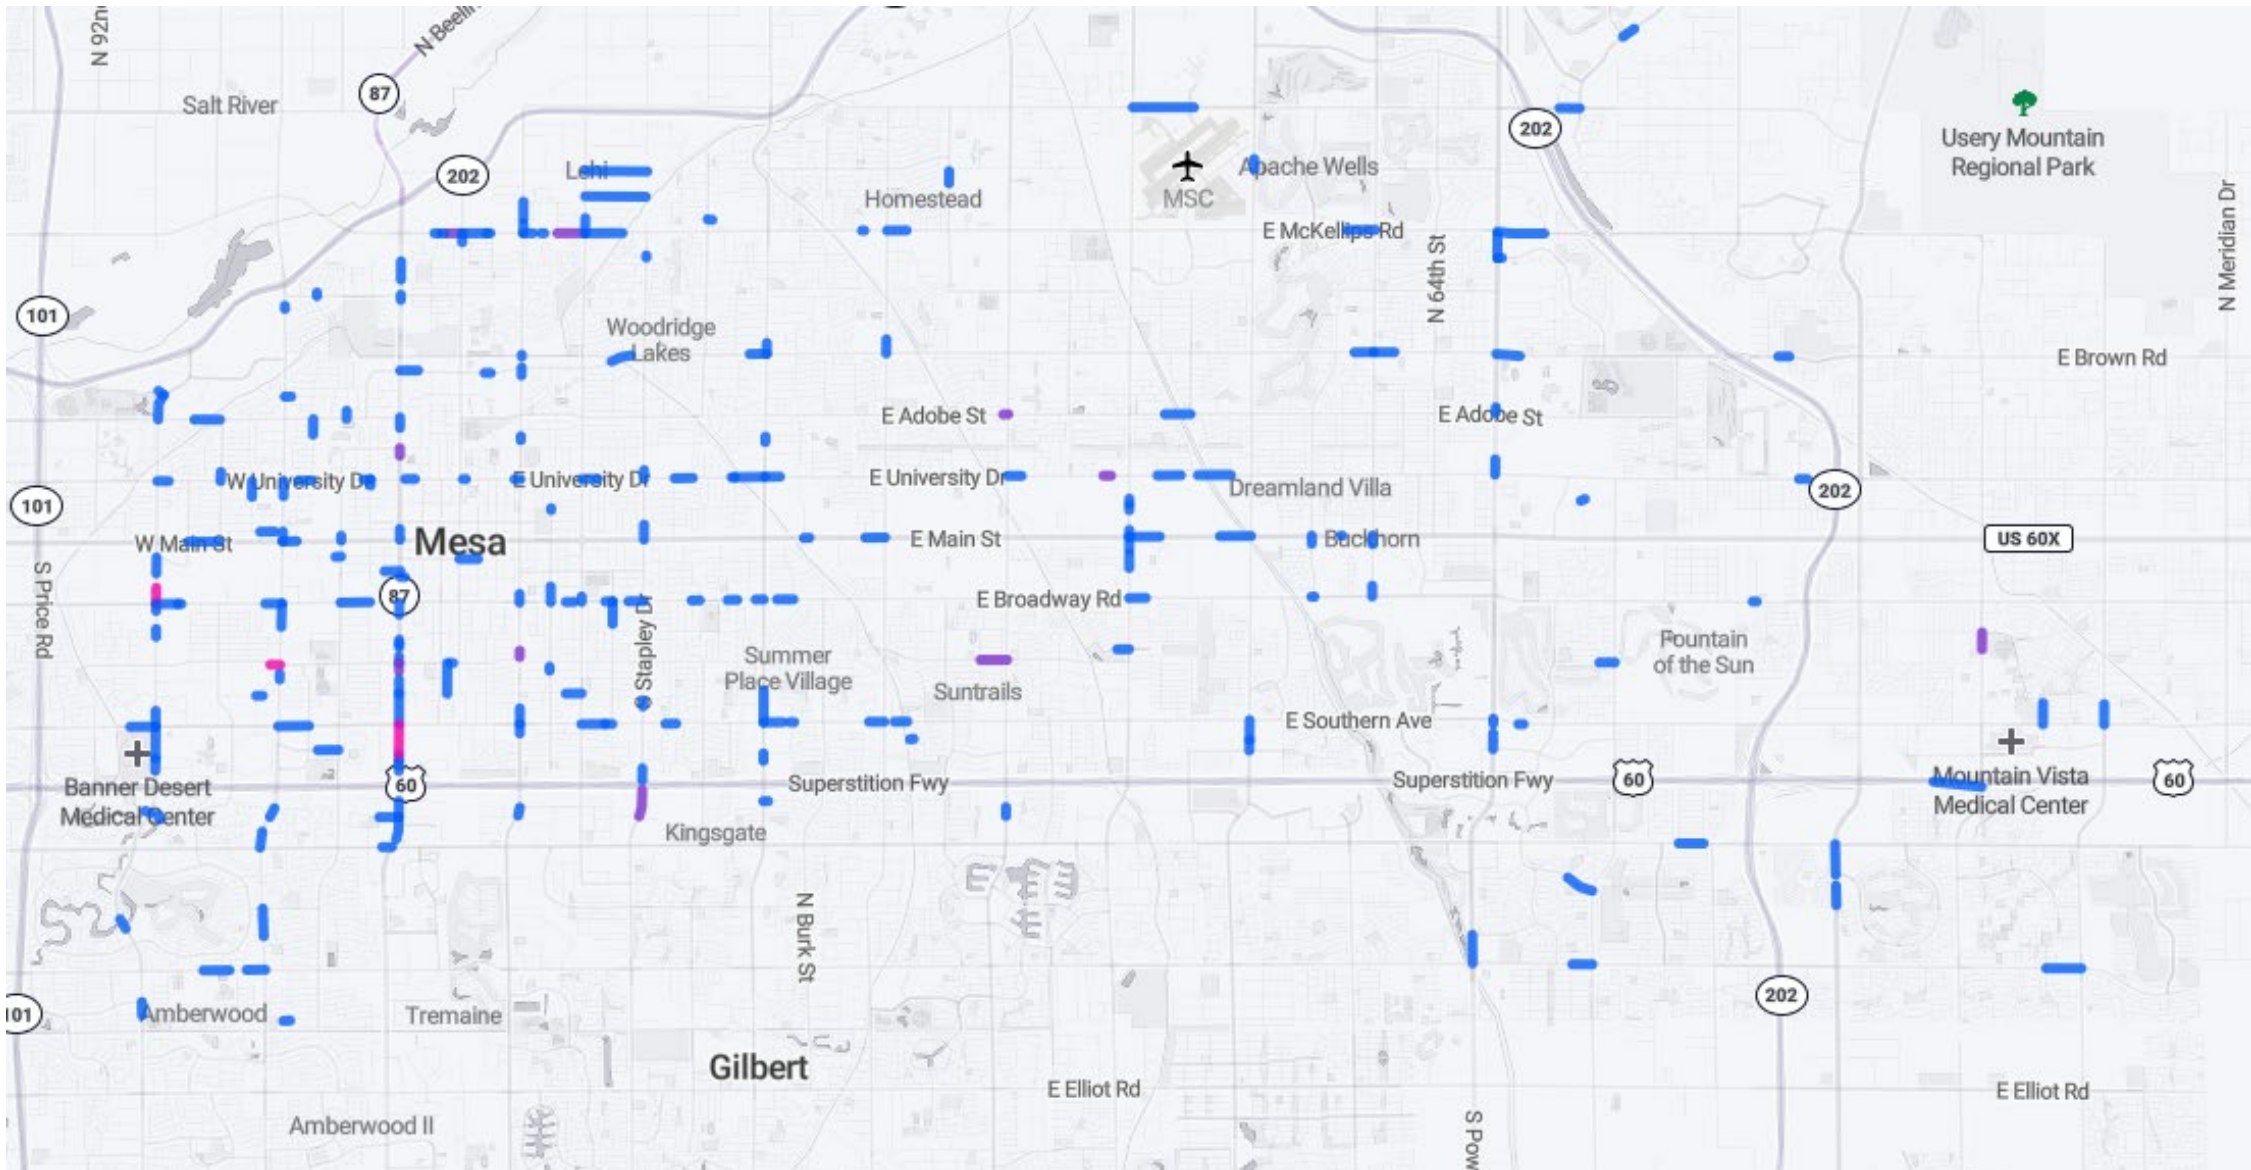 N 92n
N Beelin
87
Salt River
202
Usery Mountain
Regional Park
202
Lehi
Apache Wells
Homestead
MSC
N Meridian Dr
E McKellips Rd
N 64th St
101
Woodridge
Lakes
E Brown Rd
E Adobe St
E Adobe St
W University Dr
E University Dr
E University Dr
Dreamland Villa
202
101
W Main St
Mesa
E Main St
Buckhorn
US 60X
S Price Rd
87
E Broadway Rd
S Stapley Dr
Summer
Place Village
Suntrails
Fountain
of the Sun
E Southern Ave
Banner Desert
Medical Center
60
Superstition Fwy
Superstition Fwy
60
Mountain Vista
Medical Center
60
Kingsgate
N Burk St
101
Amberwood
Tremaine
202
Gilbert
E Elliot Rd
E Elliot Rd
Amberwood II
S Pow